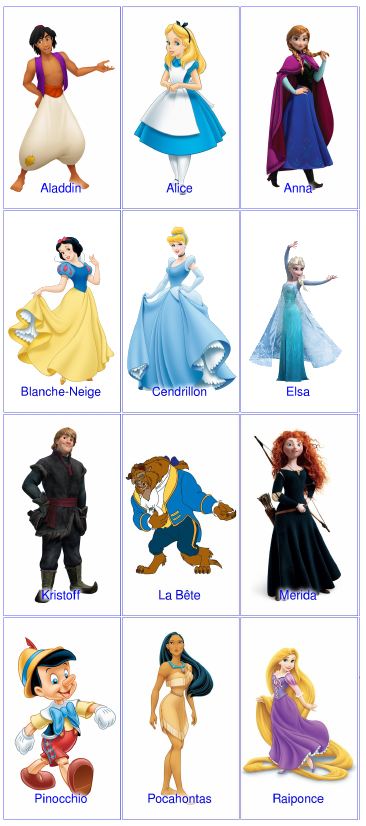 Aladdin
Alice
Anna
Blanche-Neige
Cendrillon
Elsa
Kristoff
La Bête
Merida
Pinocchio
Pocahontas
Raiponce